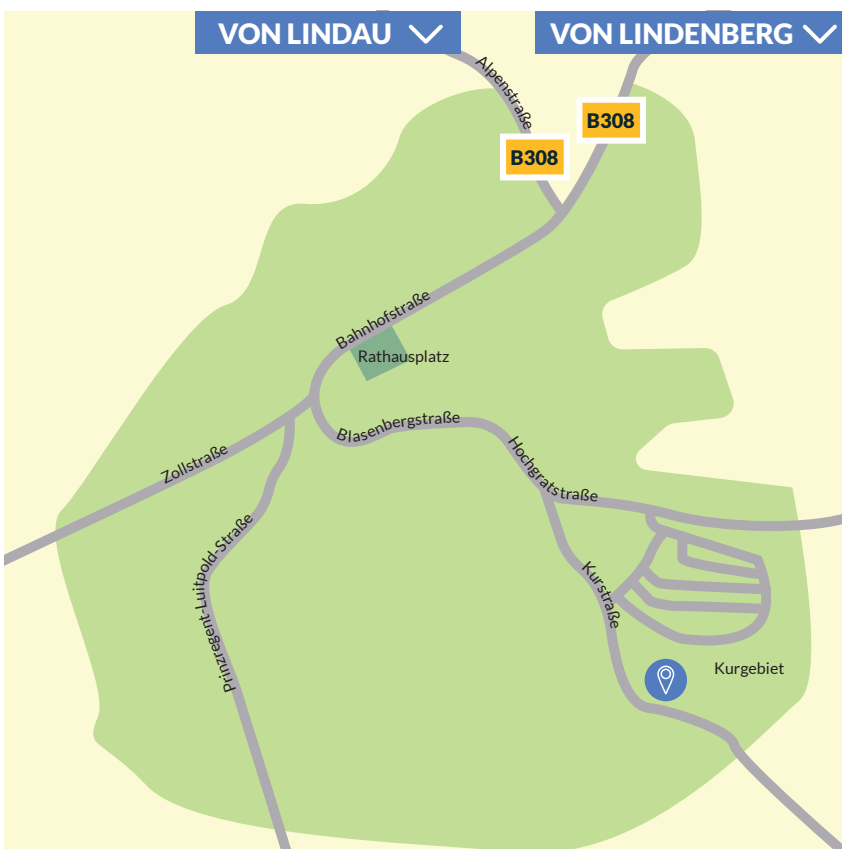 VON LINDAU
VON LINDENBERG
Alpenstraße
B308
B308
Bahnhofstraße
Rathausplatz
Blasenbergstraße
Zollstraße
Hochgratstraße
Prinzregent-Luitpold-Straße
Kurstraße
Kurgebiet